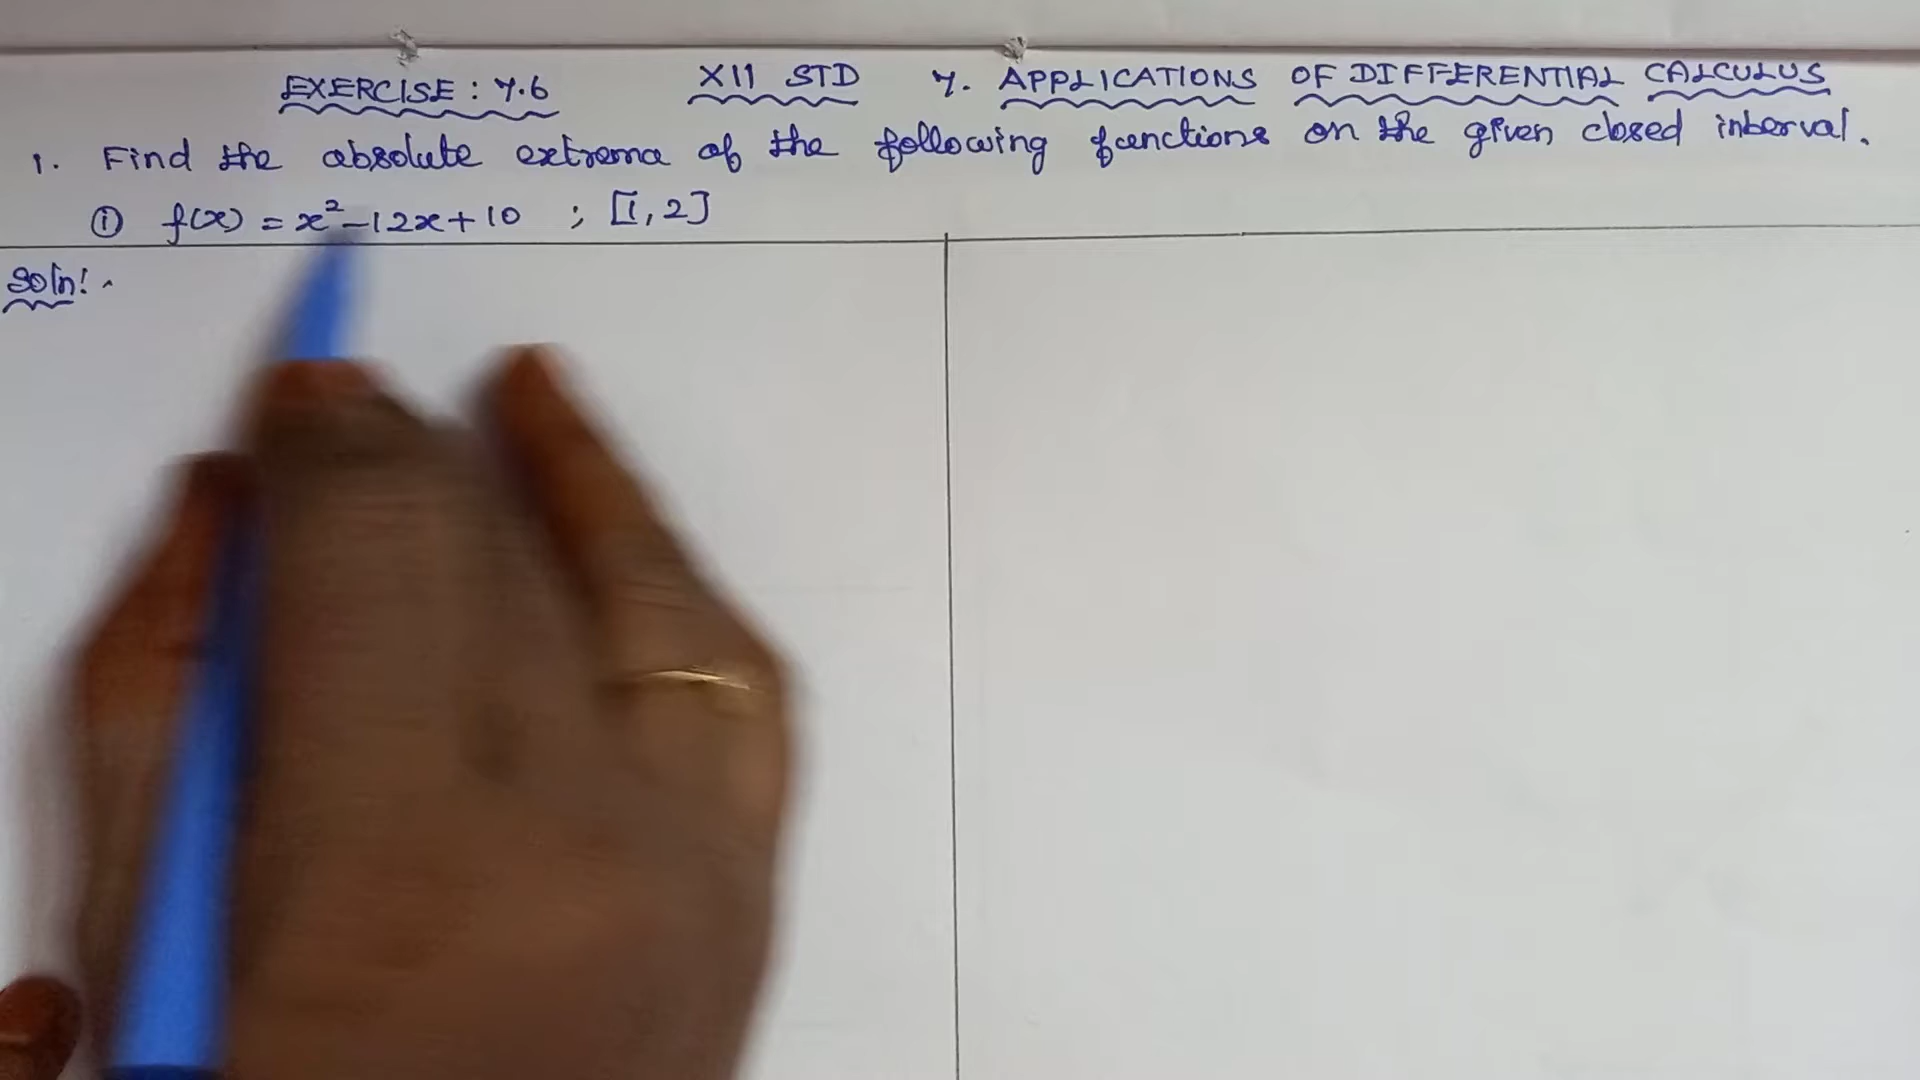 EXERCISE : 7.6 XII STD 7. APPLICATIONS OF DIFFERENTIAL CALCULUS
1. Find the absolute extrema of the following functions on the given closed interval.
① f(x) = x² - 12x + 10 ; [1, 2]
Soln: -